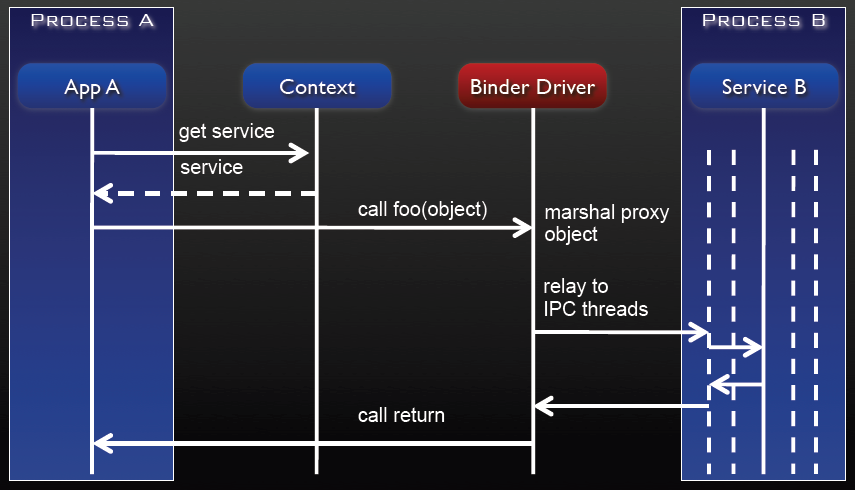 PROCESS A
PROCESS B
App A
Context
Binder Driver
Service B
get service
service
call foo(object)
marshal proxy
object
relay to
IPC threads
call return